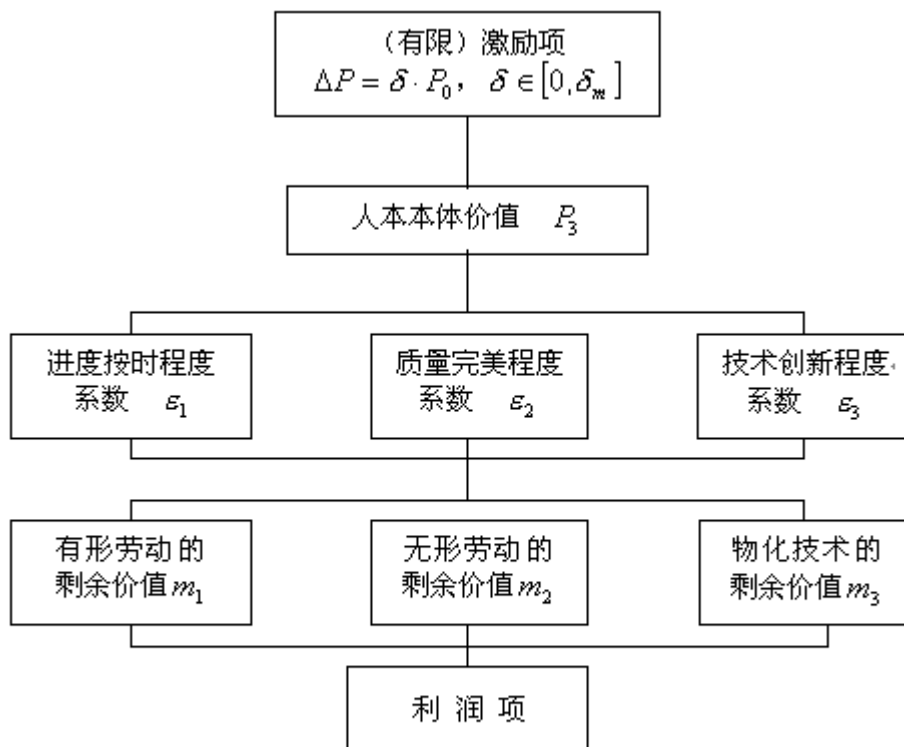 （有限）激励项
ΔP = δ · P₀， δ ∈ [0, δₘ]
人本本体价值 P₃
进度按时程度
系数 ε₁
质量完美程度
系数 ε₂
技术创新程度
系数 ε₃
有形劳动的
剩余价值 m₁
无形劳动的
剩余价值 m₂
物化技术的
剩余价值 m₃
利润项